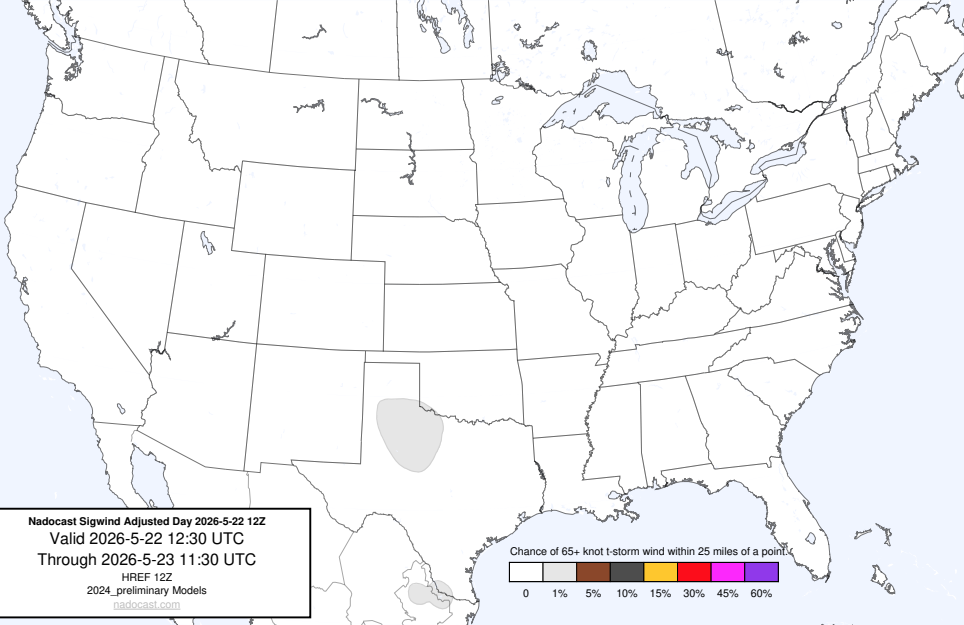 Nadocast Sigwind Adjusted Day 2026-5-22 12Z
Valid 2026-5-22 12:30 UTC
Through 2026-5-23 11:30 UTC
HREF 12Z
2024_preliminary Models
nadocast.com
Chance of 65+ knot t-storm wind within 25 miles of a point.
0 1% 5% 10% 15% 30% 45% 60%